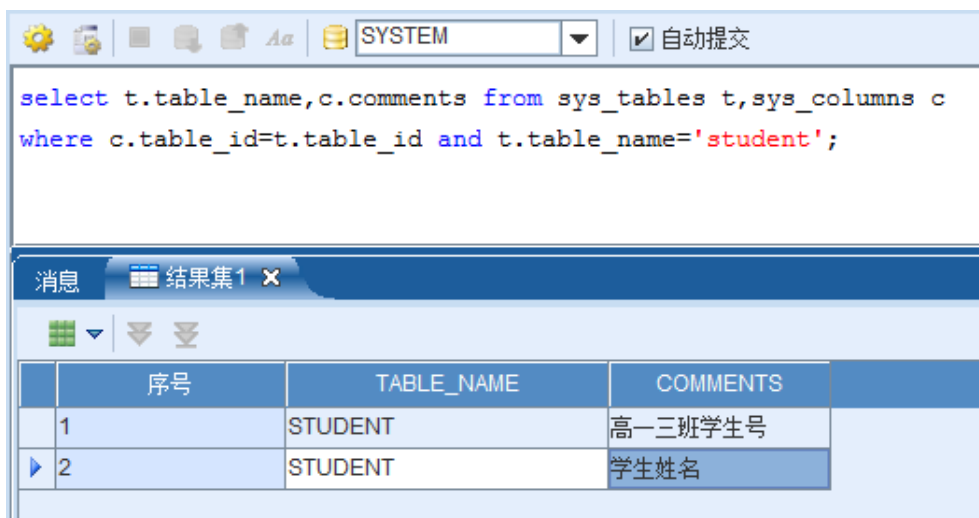 Aa SYSTEM 自动提交
select t.table_name,c.comments from sys_tables t,sys_columns c
where c.table_id=t.table_id and t.table_name='student';
消息 结果集1
序号 TABLE_NAME COMMENTS
1 STUDENT 高一三班学生号
2 STUDENT 学生姓名